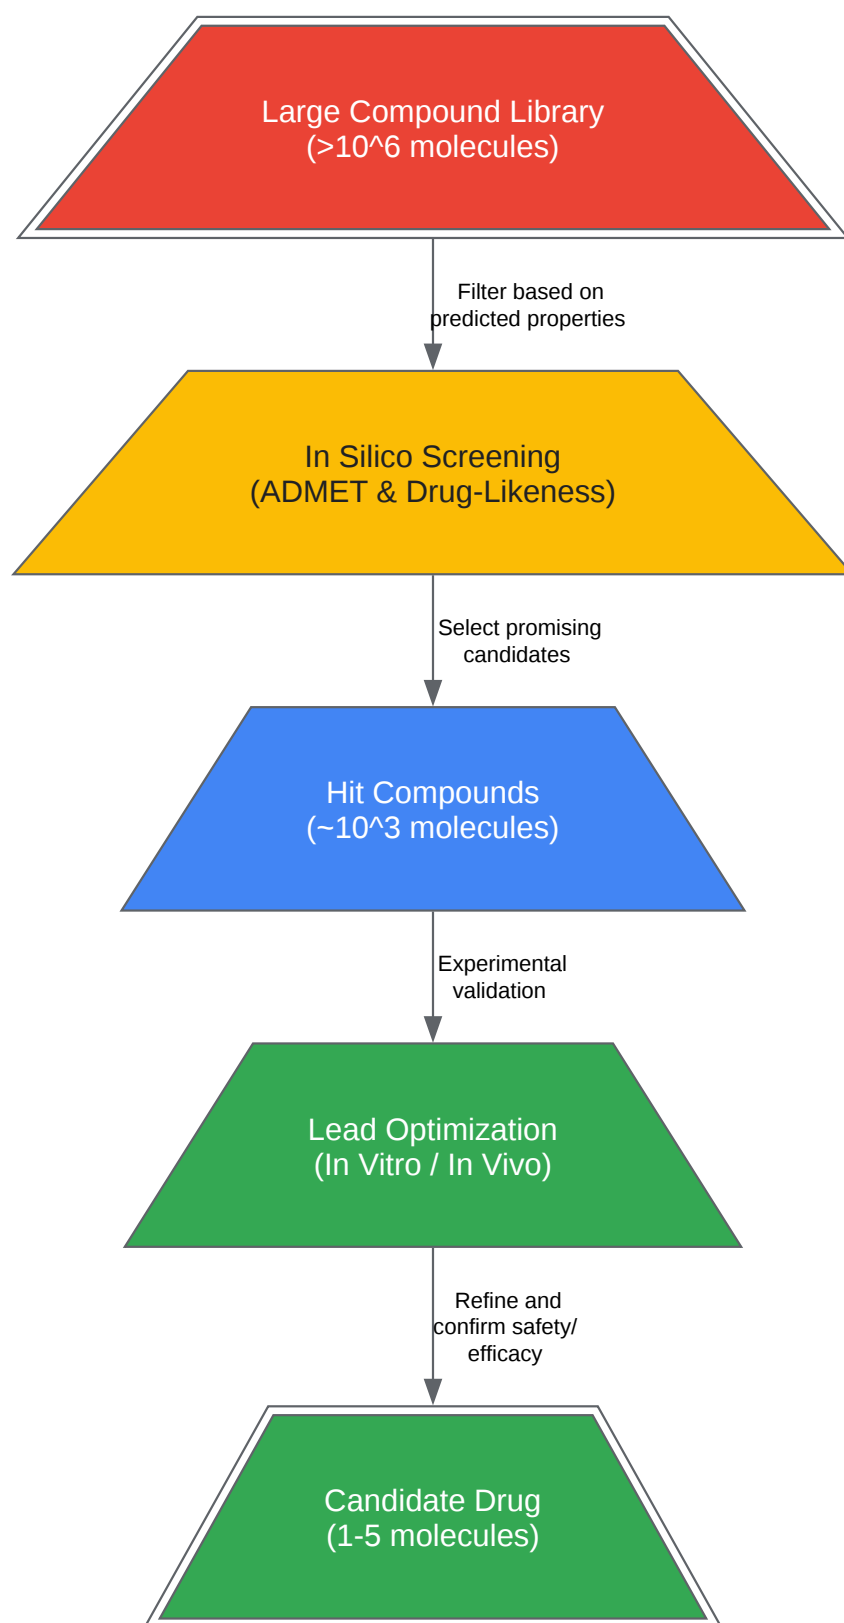 Large Compound Library
(>10^6 molecules)
Filter based on
predicted properties
In Silico Screening
(ADMET & Drug-Likeness)
Select promising
candidates
Hit Compounds
(~10^3 molecules)
Experimental
validation
Lead Optimization
(In Vitro / In Vivo)
Refine and
confirm safety/
efficacy
Candidate Drug
(1-5 molecules)